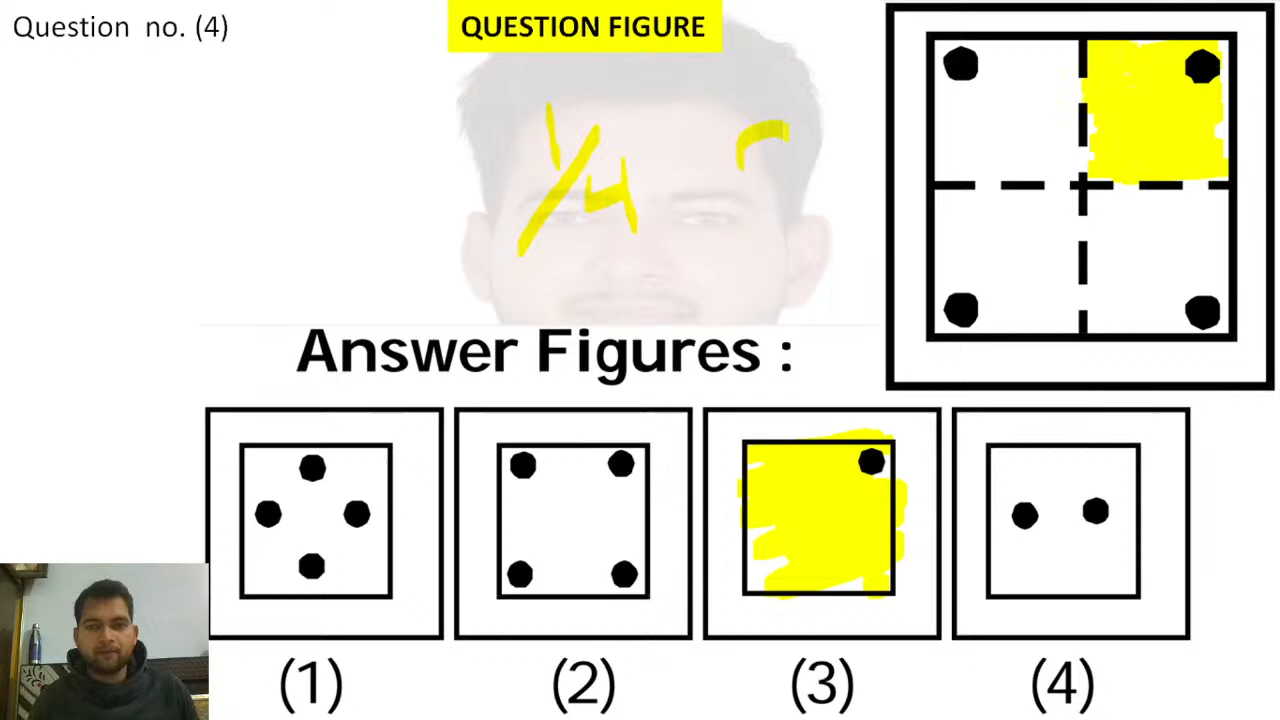 Question no. (4)
QUESTION FIGURE
1/4
Answer Figures :
(1) (2) (3) (4)